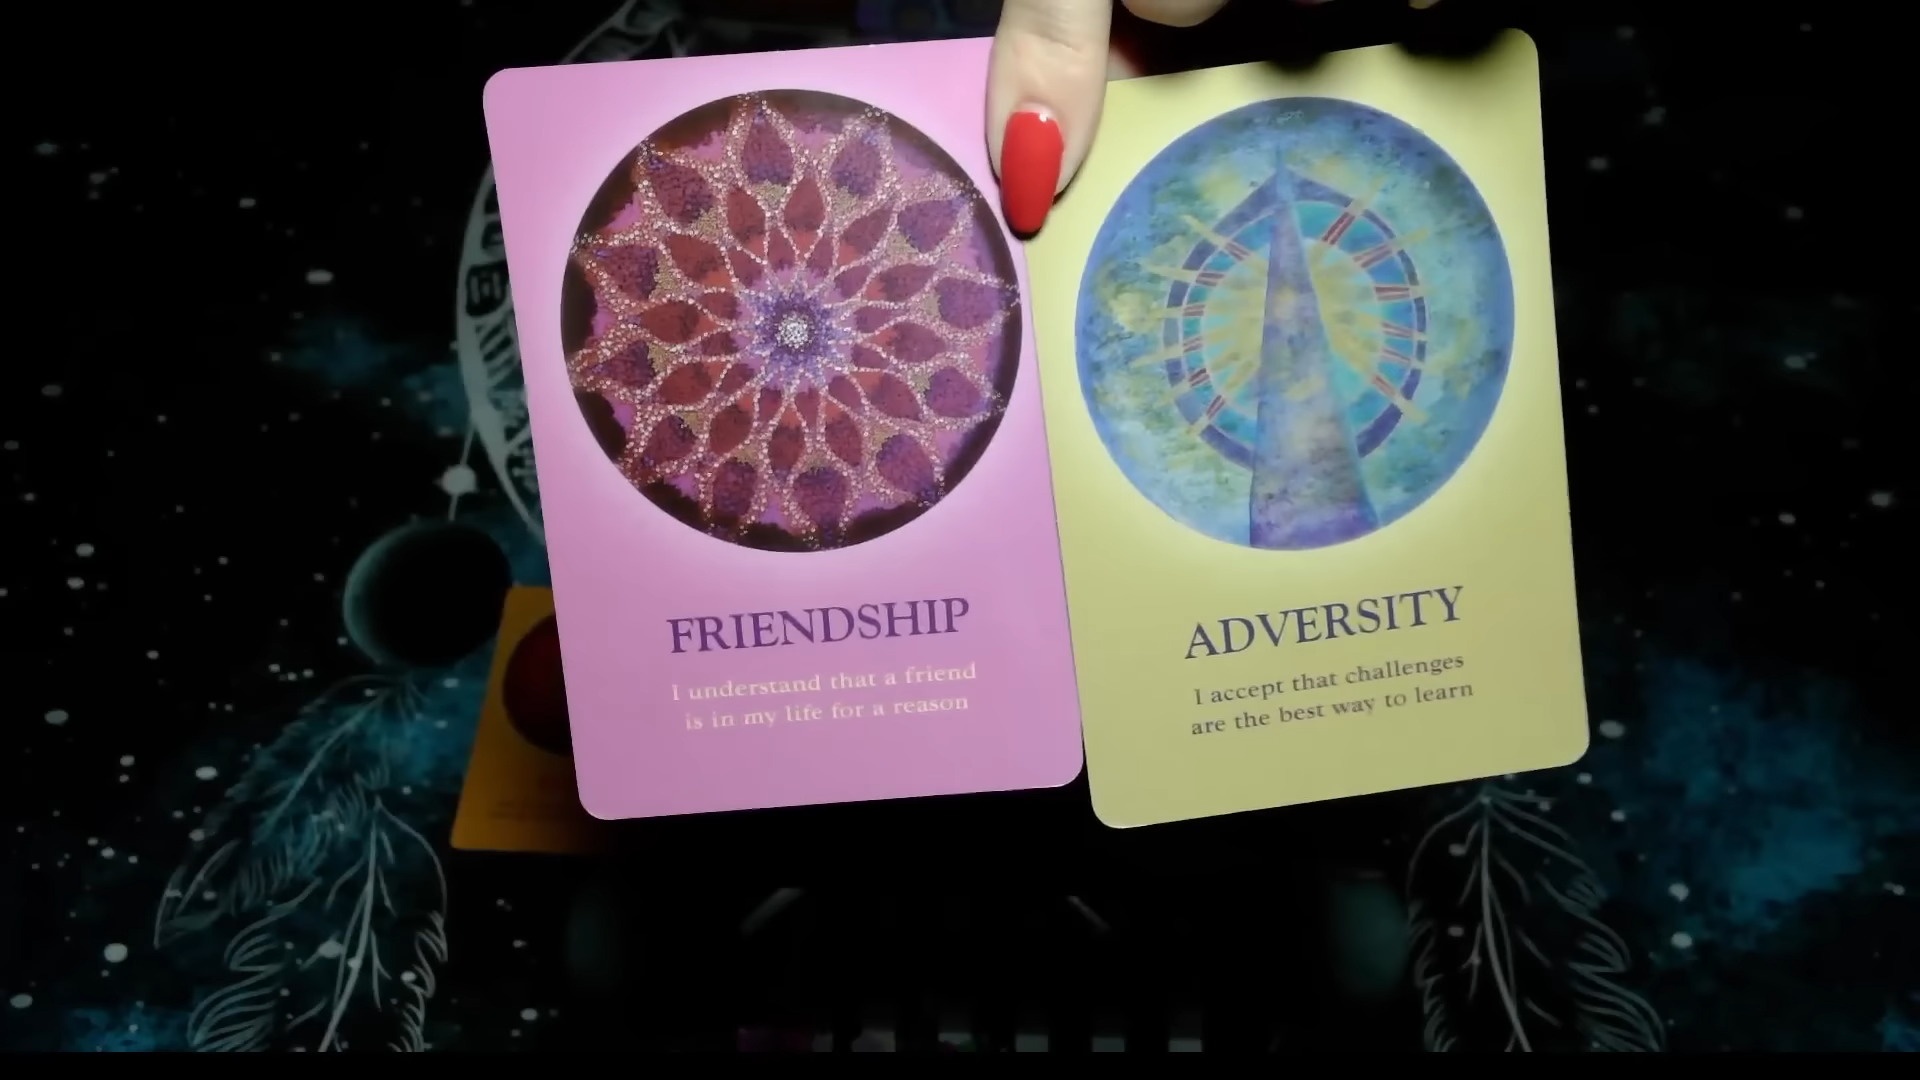 FRIENDSHIP
I understand that a friend
is in my life for a reason
ADVERSITY
I accept that challenges
are the best way to learn